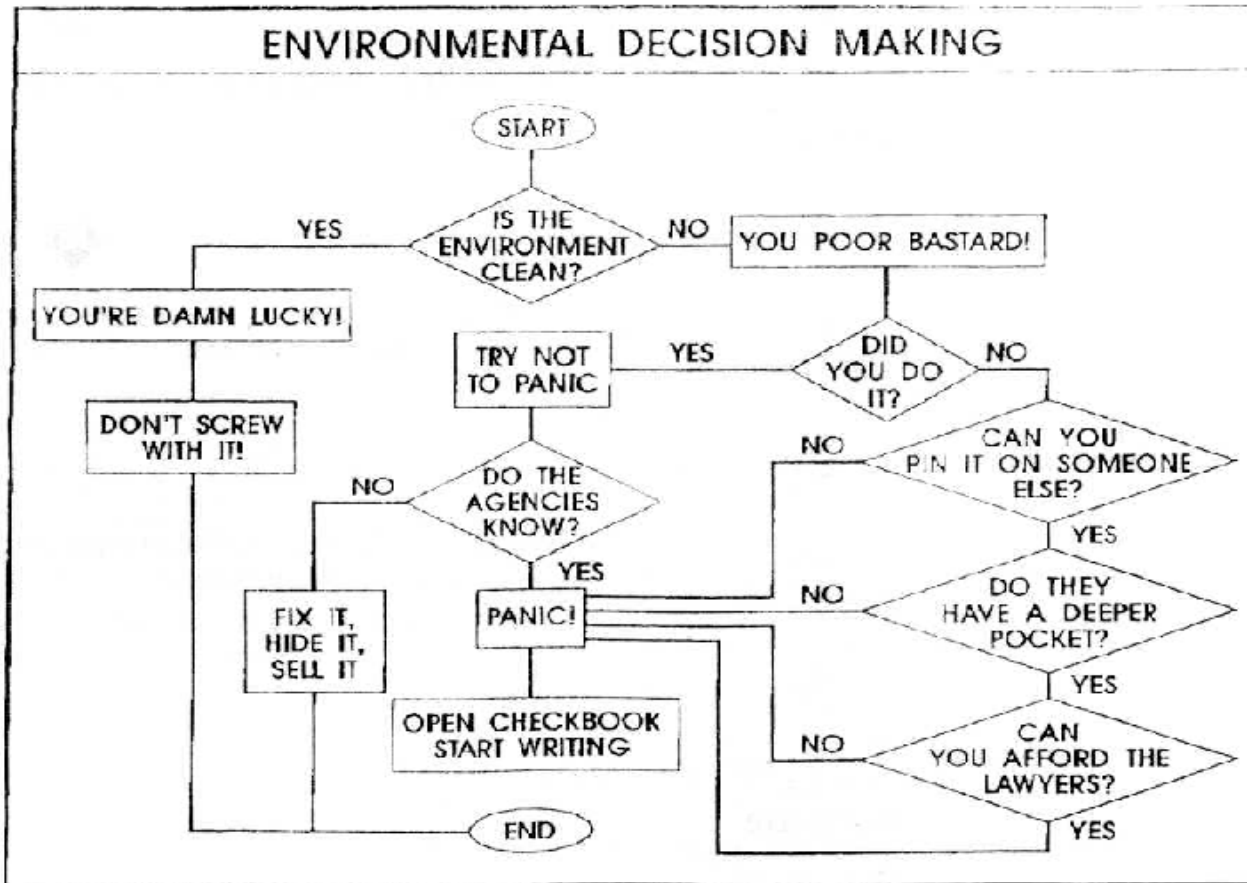 ENVIRONMENTAL DECISION MAKING
START
IS THE
ENVIRONMENT
CLEAN?
YES
NO
YOU POOR BASTARD!
YOU'RE DAMN LUCKY!
DON'T SCREW
WITH IT!
DID
YOU DO
IT?
YES
NO
TRY NOT
TO PANIC
DO THE
AGENCIES
KNOW?
NO
YES
FIX IT,
HIDE IT,
SELL IT
PANIC!
OPEN CHECKBOOK
START WRITING
CAN YOU
PIN IT ON SOMEONE
ELSE?
NO
YES
DO THEY
HAVE A DEEPER
POCKET?
NO
YES
CAN
YOU AFFORD THE
LAWYERS?
NO
YES
END